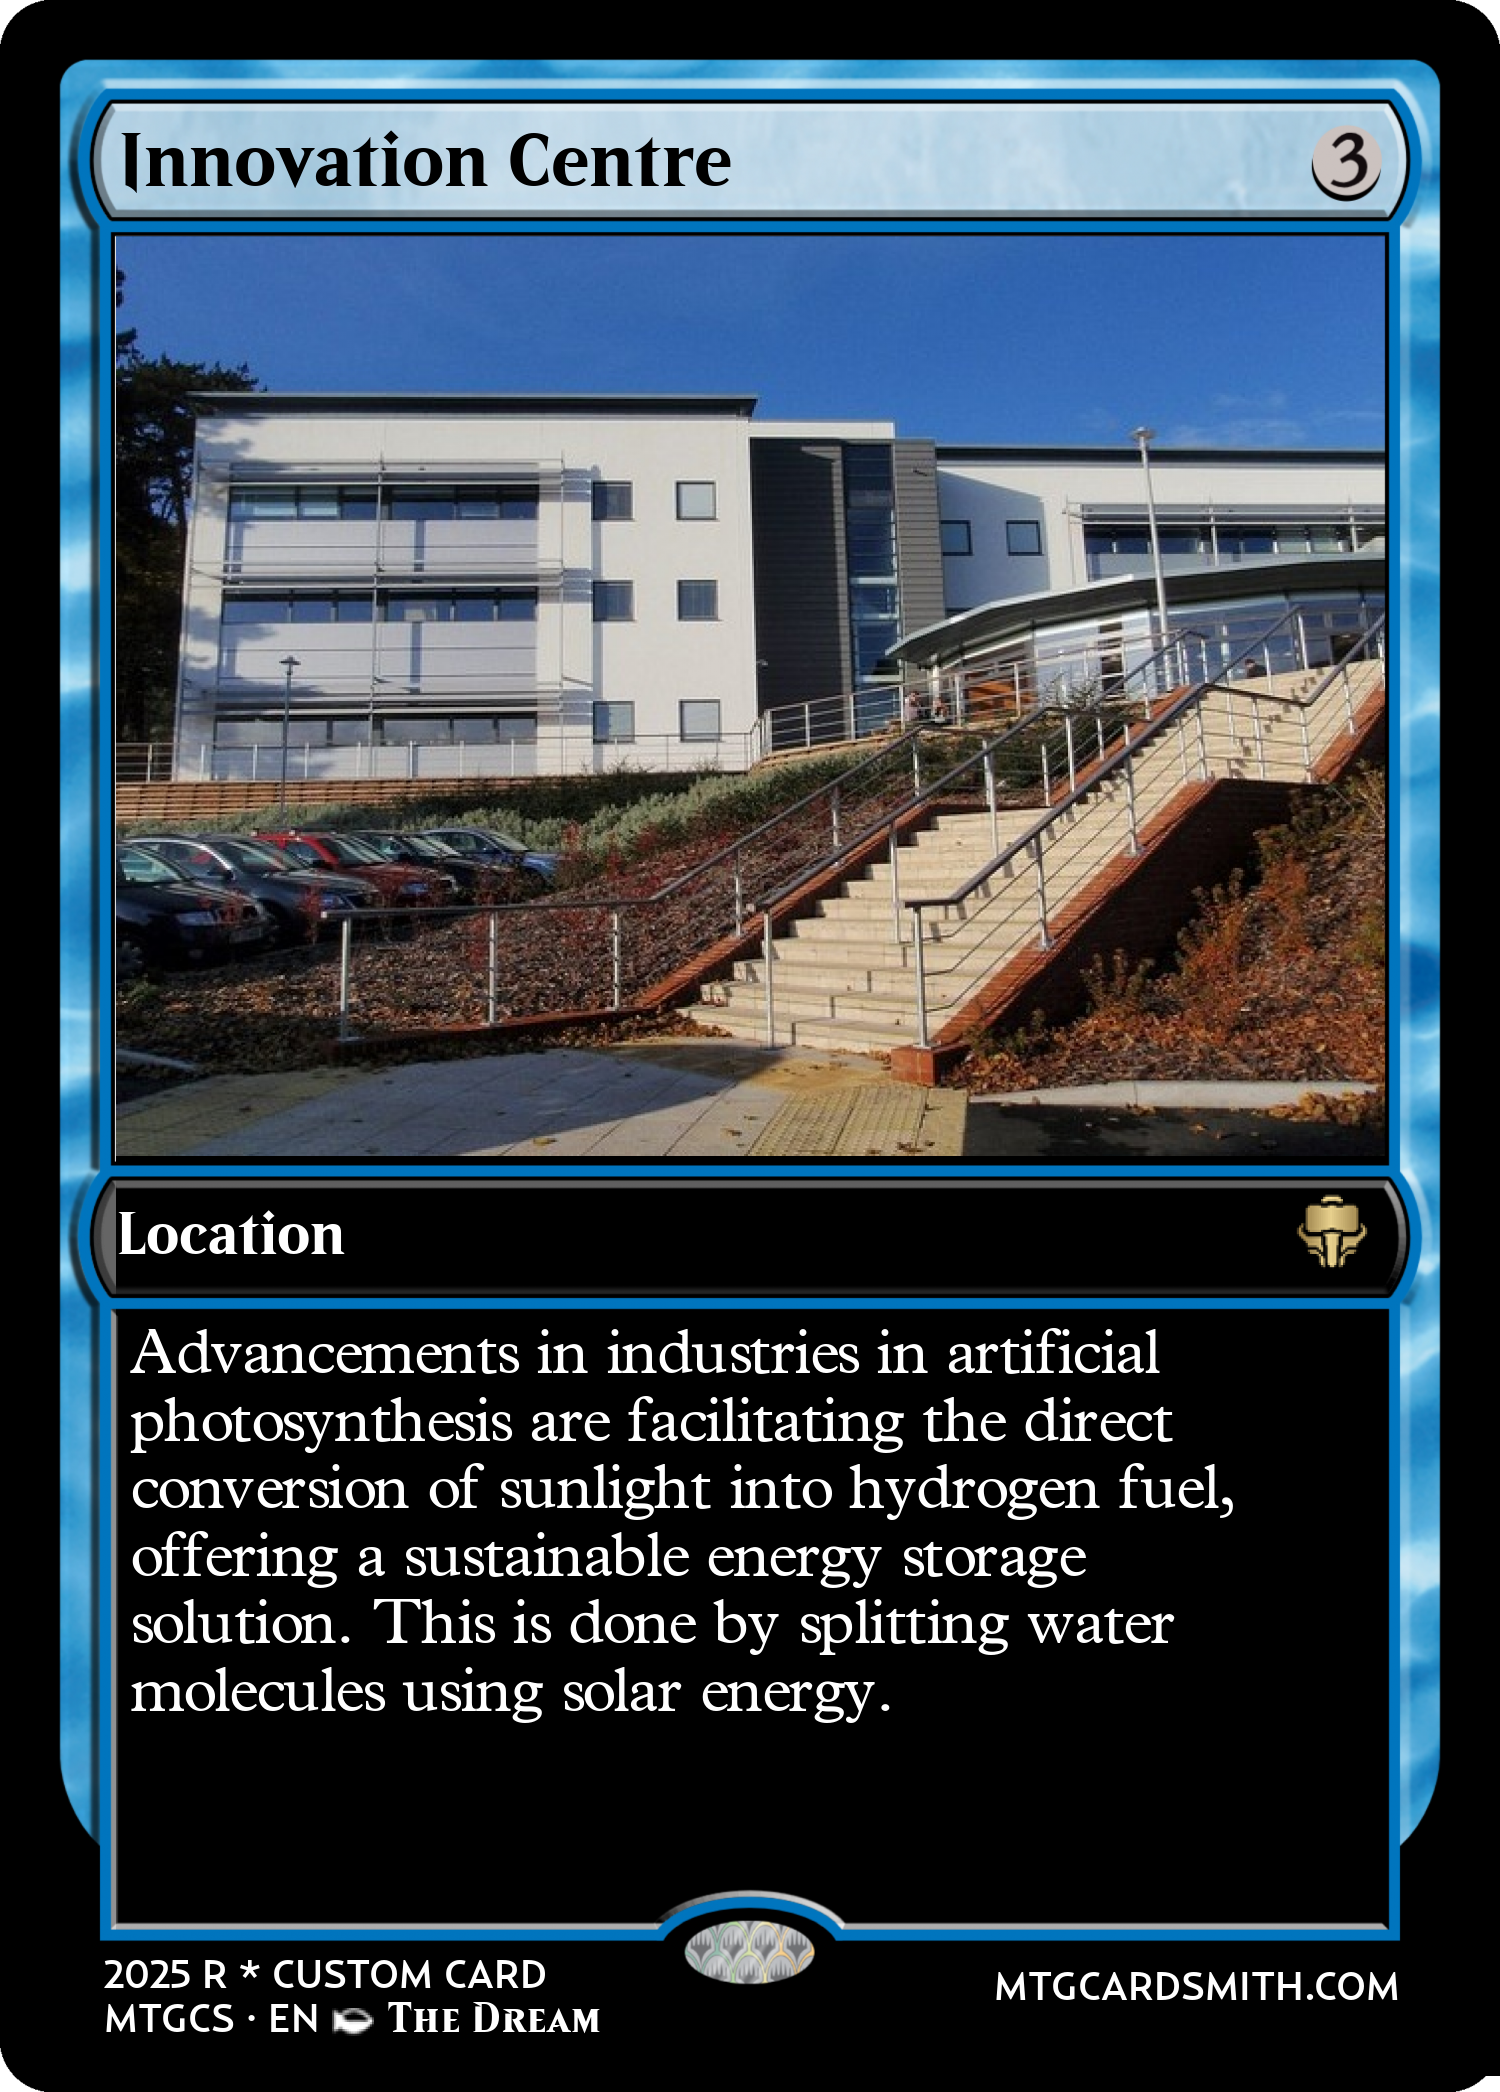 Innovation Centre 3
Location
Advancements in industries in artificial
photosynthesis are facilitating the direct
conversion of sunlight into hydrogen fuel,
offering a sustainable energy storage
solution. This is done by splitting water
molecules using solar energy.
2025 R * CUSTOM CARD
MTGCS · EN The Dream
MTGCARDSMITH.COM